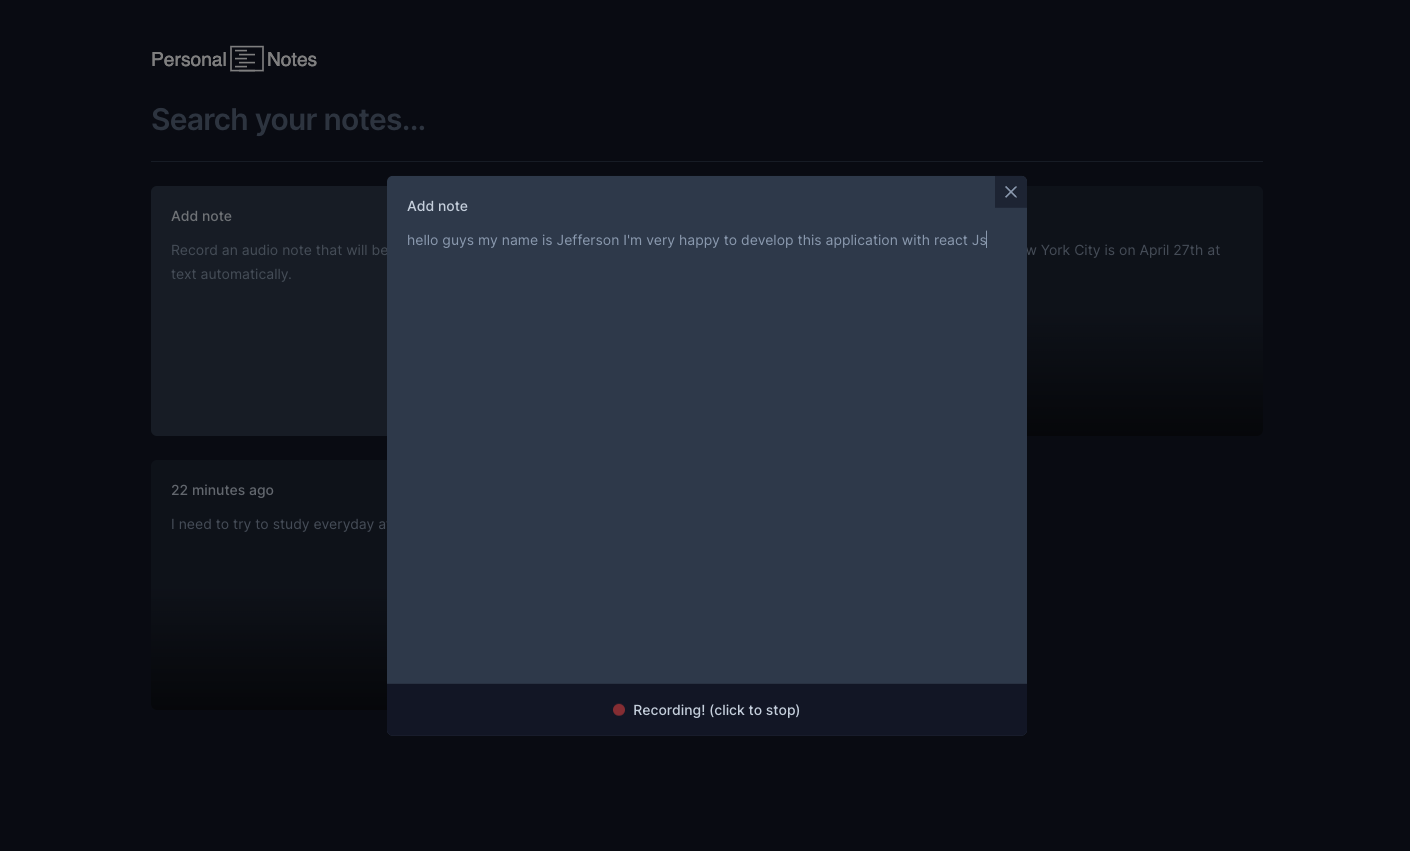 Personal Notes
Search your notes...
Add note
Record an audio note that will be
text automatically.
York City is on April 27th at
22 minutes ago
I need to try to study everyday
Add note
hello guys my name is Jefferson I'm very happy to develop this application with react Js
Recording! (click to stop)